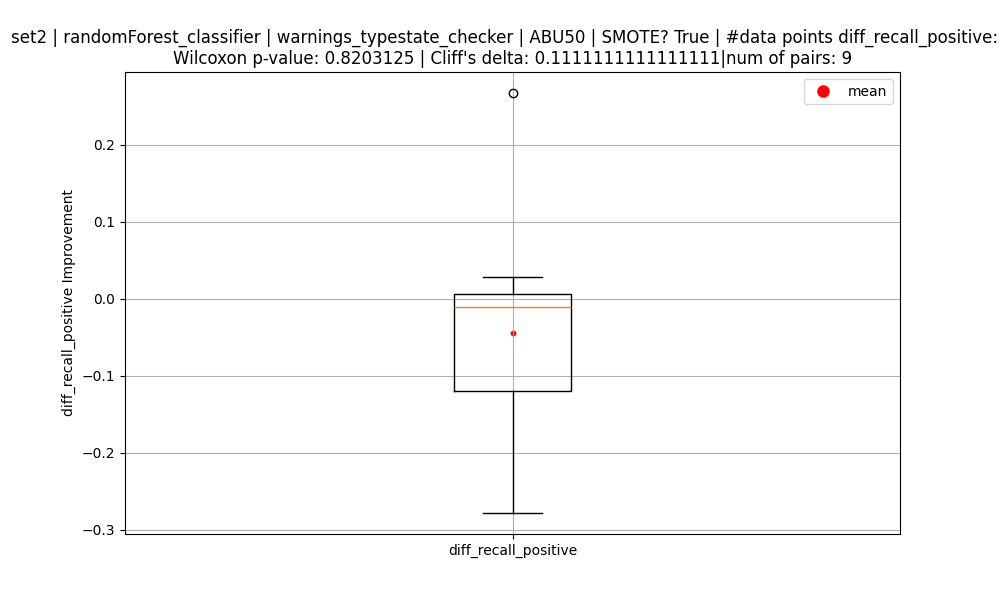 set2 | randomForest_classifier | warnings_typestate_checker | ABU50 | SMOTE? True | #data points diff_recall_positive:
Wilcoxon p-value: 0.8203125 | Cliff's delta: 0.1111111111111111|num of pairs: 9
mean
0.2
0.1
0.0
−0.1
−0.2
−0.3
diff_recall_positive Improvement
diff_recall_positive